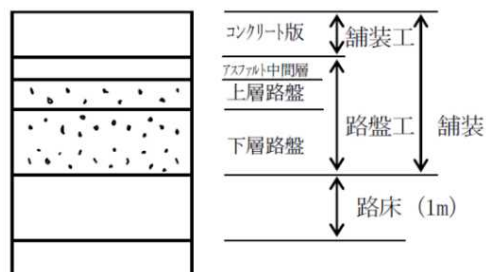 コンクリート版
舗装工
アスファルト中間層
上層路盤
路盤工
舗装
下層路盤
路床（1m）